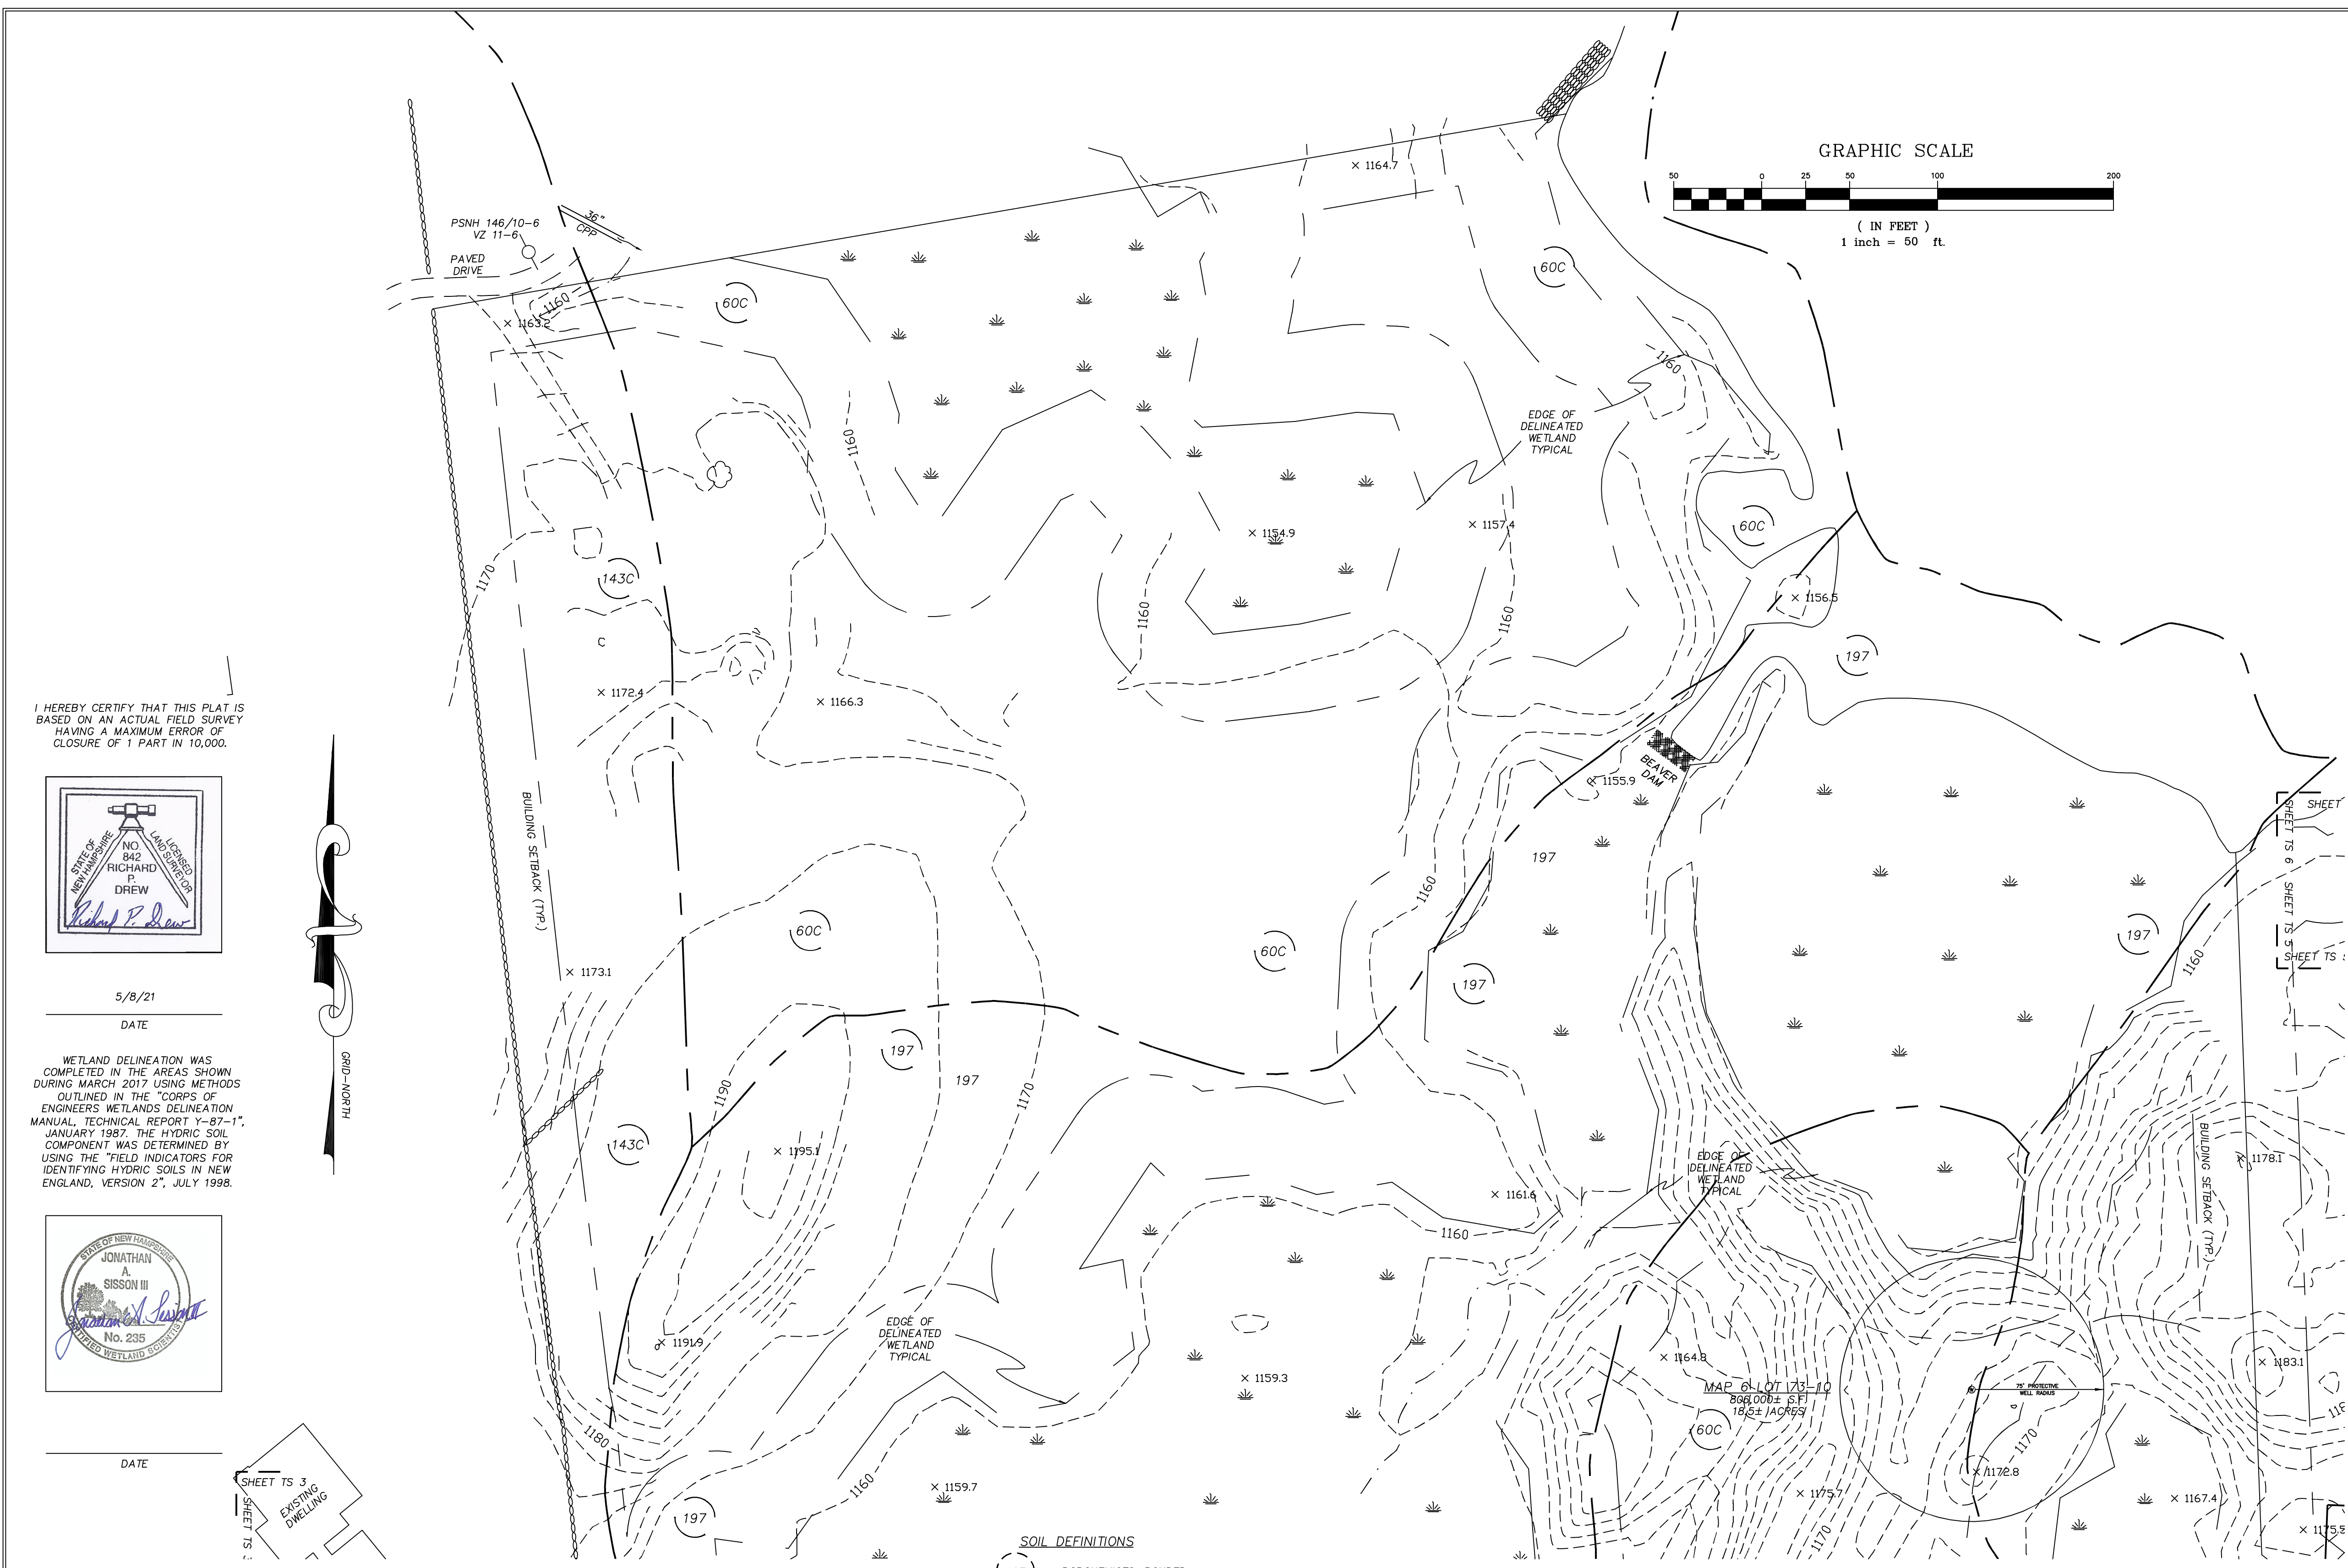 GRAPHIC SCALE
50 0 25 50 100 200
( IN FEET )
1 inch = 50 ft.
36"
CPP
PSNH 146/10-6
VZ 11-6
PAVED
DRIVE
1160
1163.2
60C
1164.7
60C
1160
EDGE OF
DELINEATED
WETLAND
TYPICAL
1160
1154.9
1157.4
60C
1170
143C
1156.5
1160
1160
197
C
1172.4
1166.3
I HEREBY CERTIFY THAT THIS PLAT IS
BASED ON AN ACTUAL FIELD SURVEY
HAVING A MAXIMUM ERROR OF
CLOSURE OF 1 PART IN 10,000.
STATE OF
NEW HAMPSHIRE
LICENSED
LAND SURVEYOR
NO.
842
RICHARD
P.
DREW
Richard P. Drew
5/8/21
DATE
GRID-NORTH
BUILDING SETBACK (TYP.)
BEAVER
DAM
1155.9
197
1160
60C
60C
197
197
1160
SHEET
SHEET TS 6
SHEET TS 5
SHEET TS
1173.1
197
197
1190
1170
143C
1195.1
WETLAND DELINEATION WAS
COMPLETED IN THE AREAS SHOWN
DURING MARCH 2017 USING METHODS
OUTLINED IN THE "CORPS OF
ENGINEERS WETLANDS DELINEATION
MANUAL, TECHNICAL REPORT Y-87-1",
JANUARY 1987. THE HYDRIC SOIL
COMPONENT WAS DETERMINED BY
USING THE "FIELD INDICATORS FOR
IDENTIFYING HYDRIC SOILS IN NEW
ENGLAND, VERSION 2", JULY 1998.
STATE OF NEW HAMPSHIRE
JONATHAN
A.
SISSON III
No. 235
CERTIFIED WETLAND SCIENTIST
DATE
1161.6
1160
EDGE OF
DELINEATED
WETLAND
TYPICAL
BUILDING SETBACK (TYP.)
1178.1
1191.9
EDGE OF
DELINEATED
WETLAND
TYPICAL
1159.3
1164.8
MAP 6 LOT 73-10
806,000± S.F.
18.5± ACRES
60C
75' PROTECTIVE
WELL RADIUS
1183.1
1170
1180
SHEET TS 3
SHEET TS
EXISTING
DWELLING
1160
1159.7
197
1172.8
1175.7
1167.4
1170
SOIL DEFINITIONS